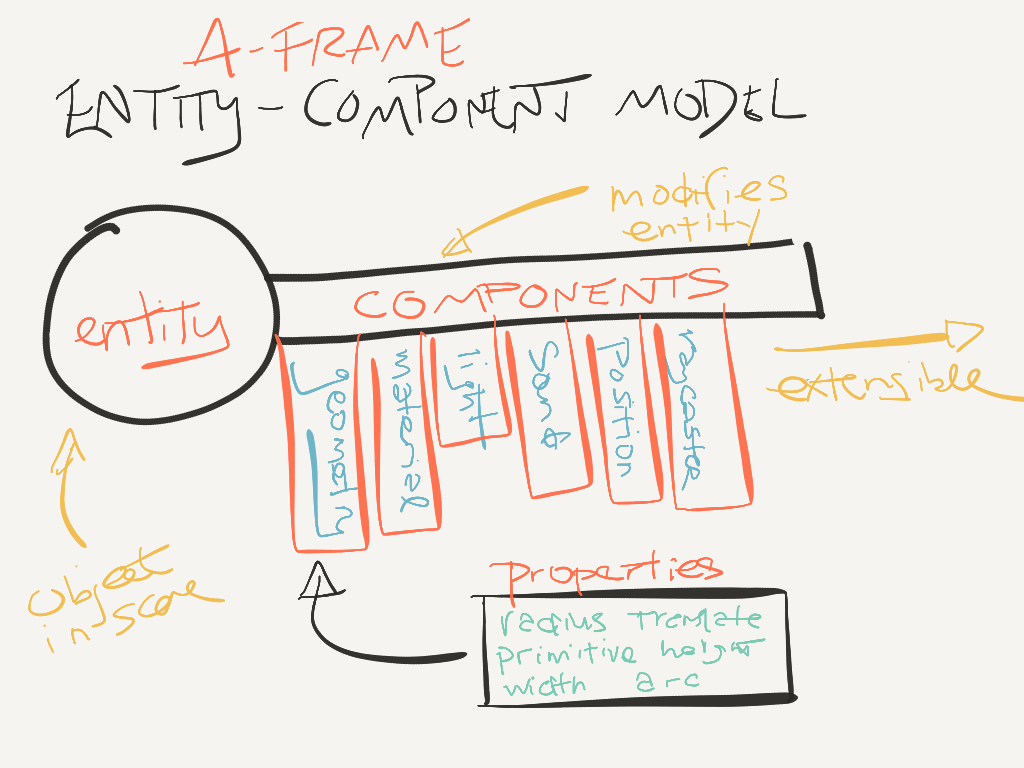 A-FRAME
ENTITY-COMPONENT MODEL
modifies
entity
COMPONENTS
entity
extensible
geometry
material
light
Sound
Position
raycaster
object
in scene
Properties
radius translate
primitive height
width arc